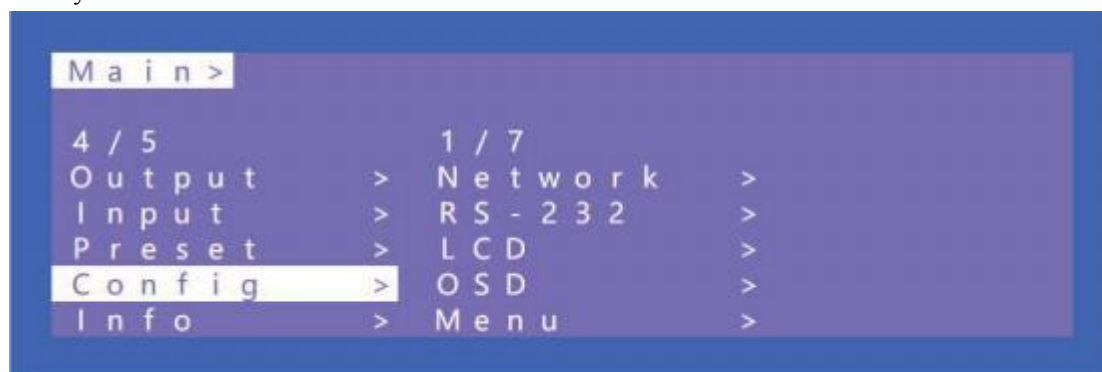 Main>
4/5 1/7
Output > Network >
Input > RS-232 >
Preset > LCD >
Config > OSD >
Info > Menu >